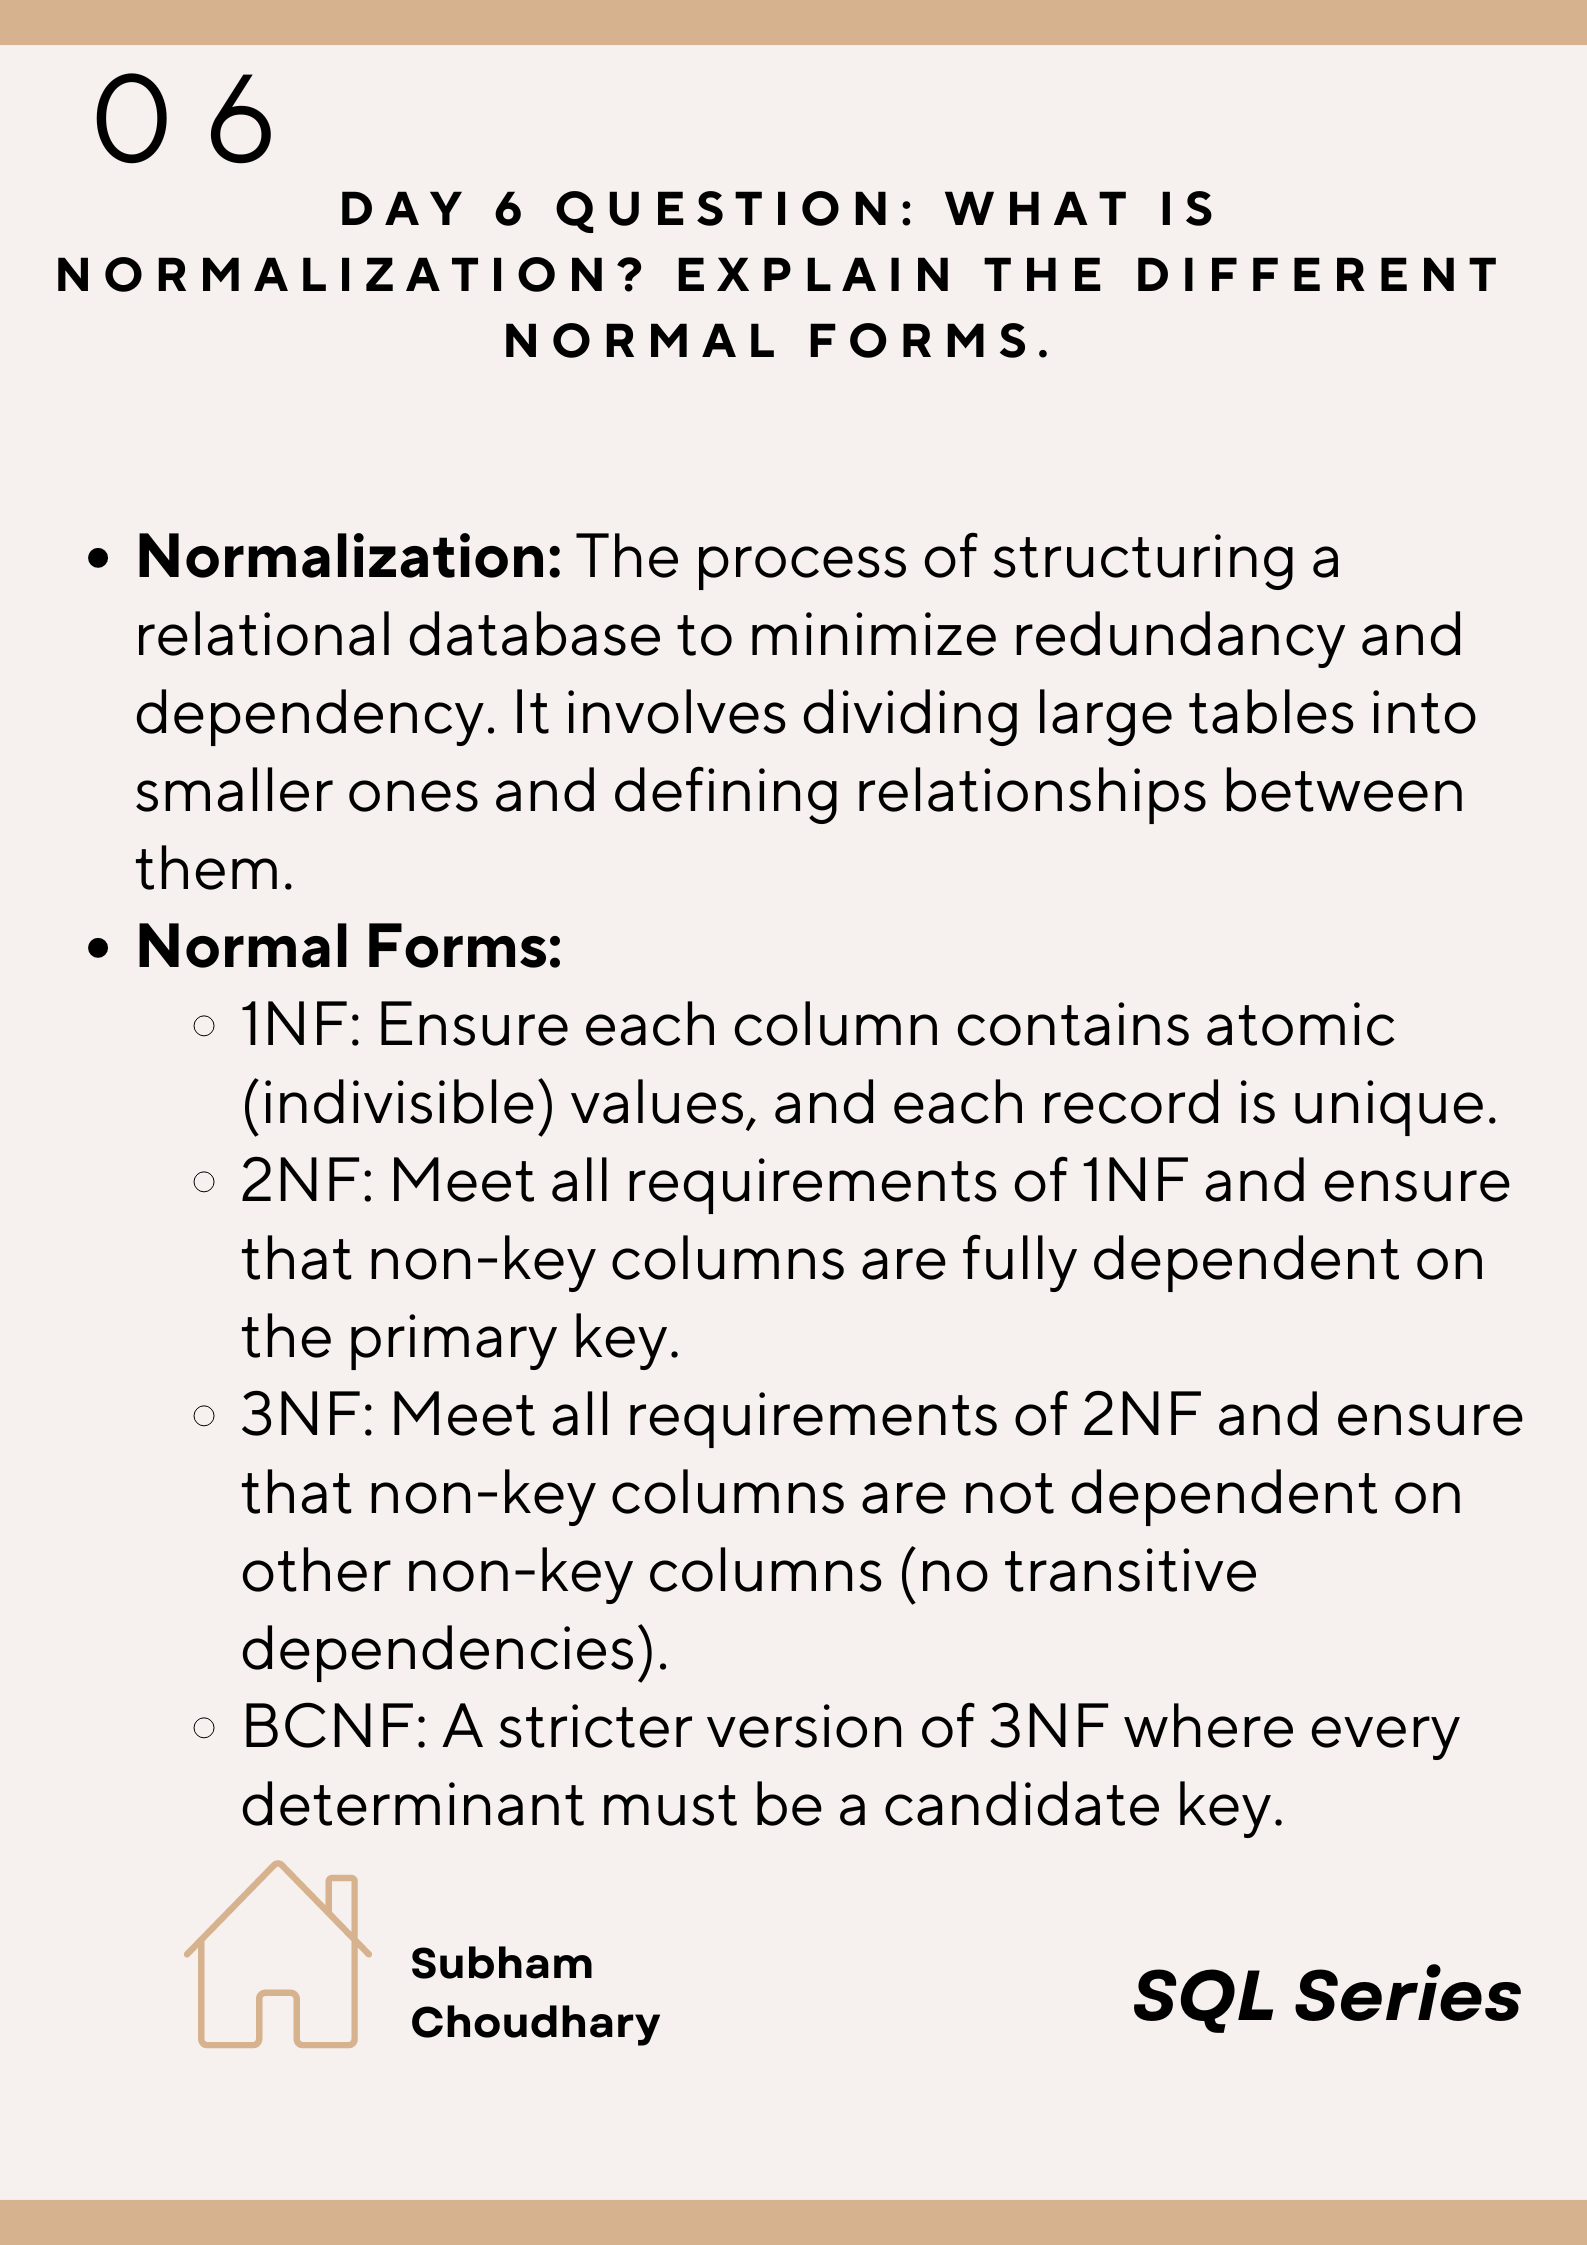 06
DAY 6 QUESTION: WHAT IS
NORMALIZATION? EXPLAIN THE DIFFERENT
NORMAL FORMS.
• Normalization: The process of structuring a
relational database to minimize redundancy and
dependency. It involves dividing large tables into
smaller ones and defining relationships between
them.
• Normal Forms:
○ 1NF: Ensure each column contains atomic
(indivisible) values, and each record is unique.
○ 2NF: Meet all requirements of 1NF and ensure
that non-key columns are fully dependent on
the primary key.
○ 3NF: Meet all requirements of 2NF and ensure
that non-key columns are not dependent on
other non-key columns (no transitive
dependencies).
○ BCNF: A stricter version of 3NF where every
determinant must be a candidate key.
Subham
Choudhary
SQL Series